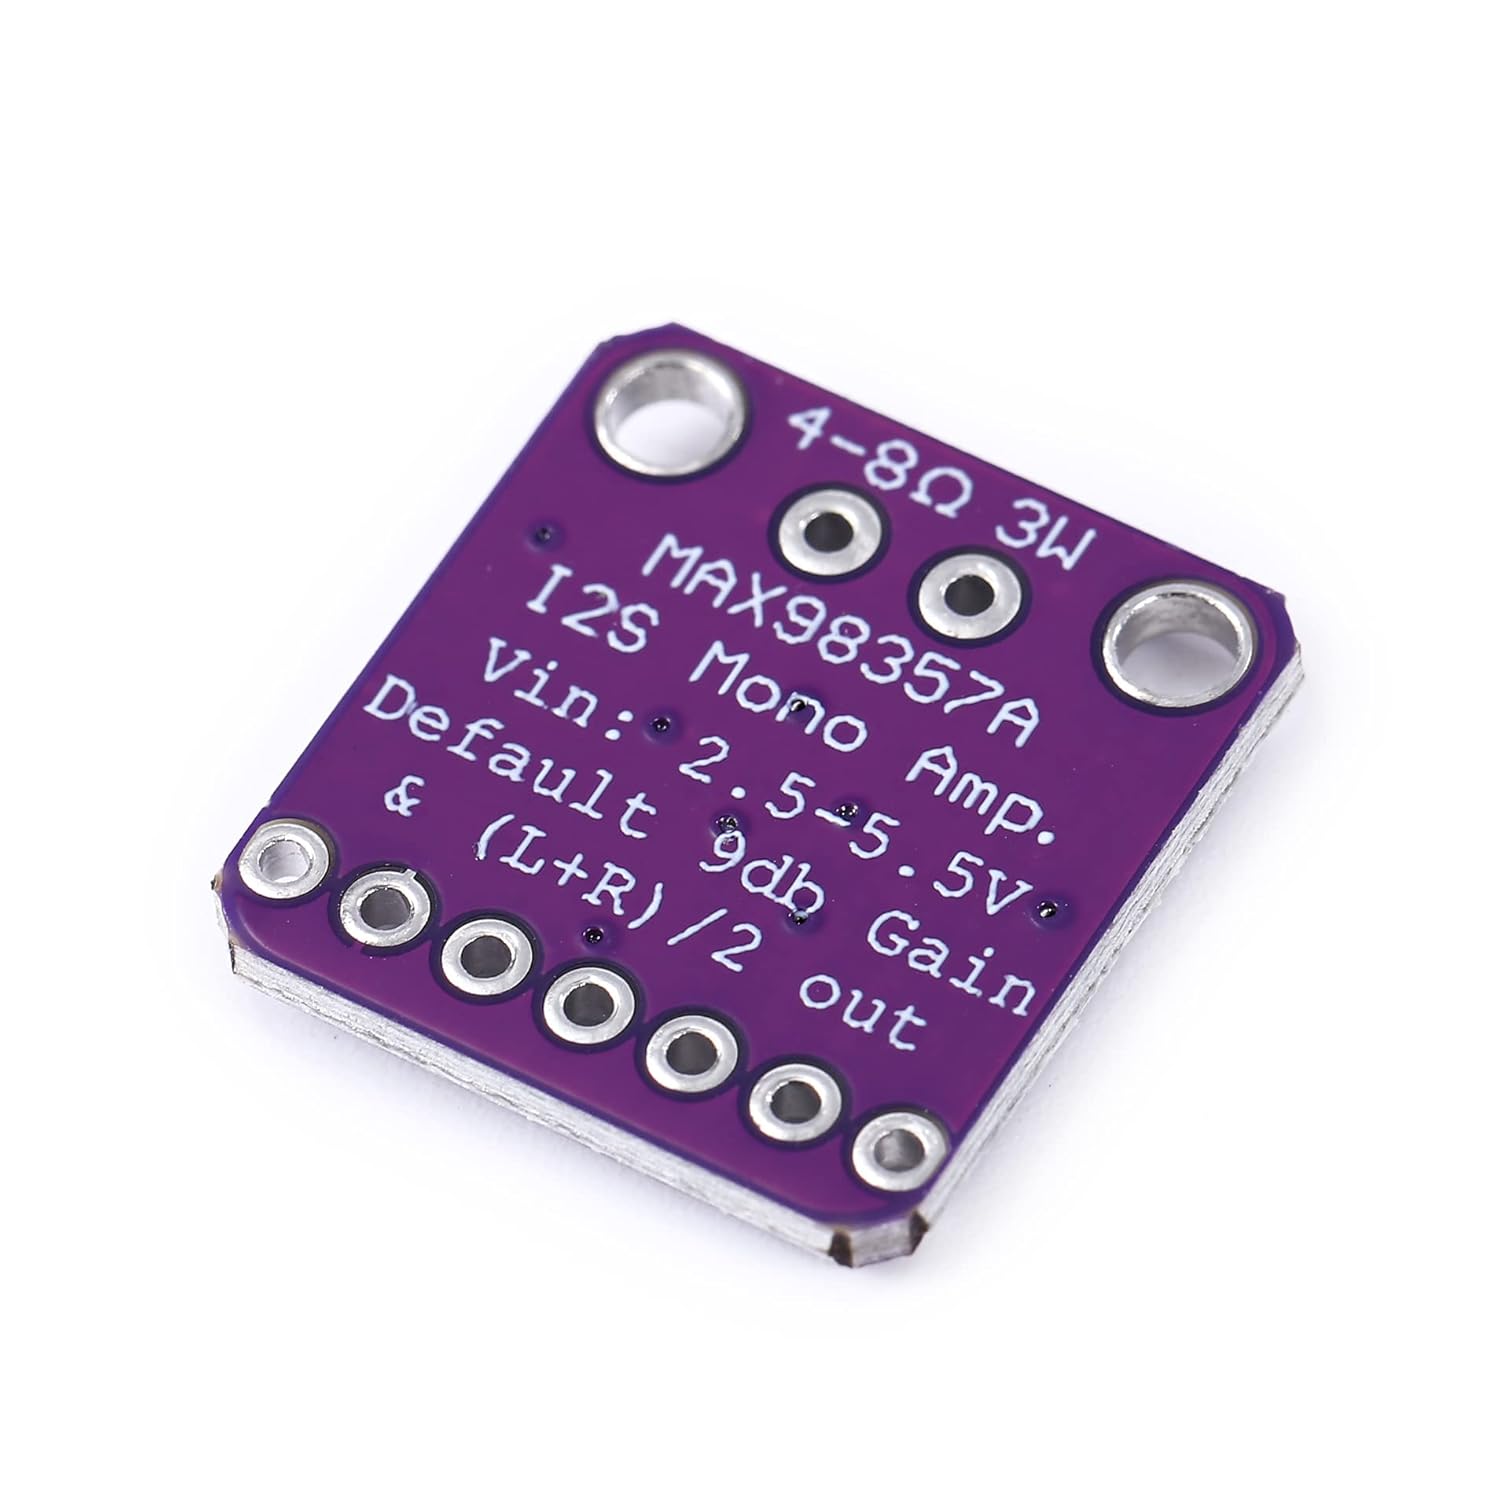 4-8Ω 3W
MAX98357A
I2S Mono Amp.
Vin: 2.5-5.5V
Default 9db Gain
& (L+R)/2 out